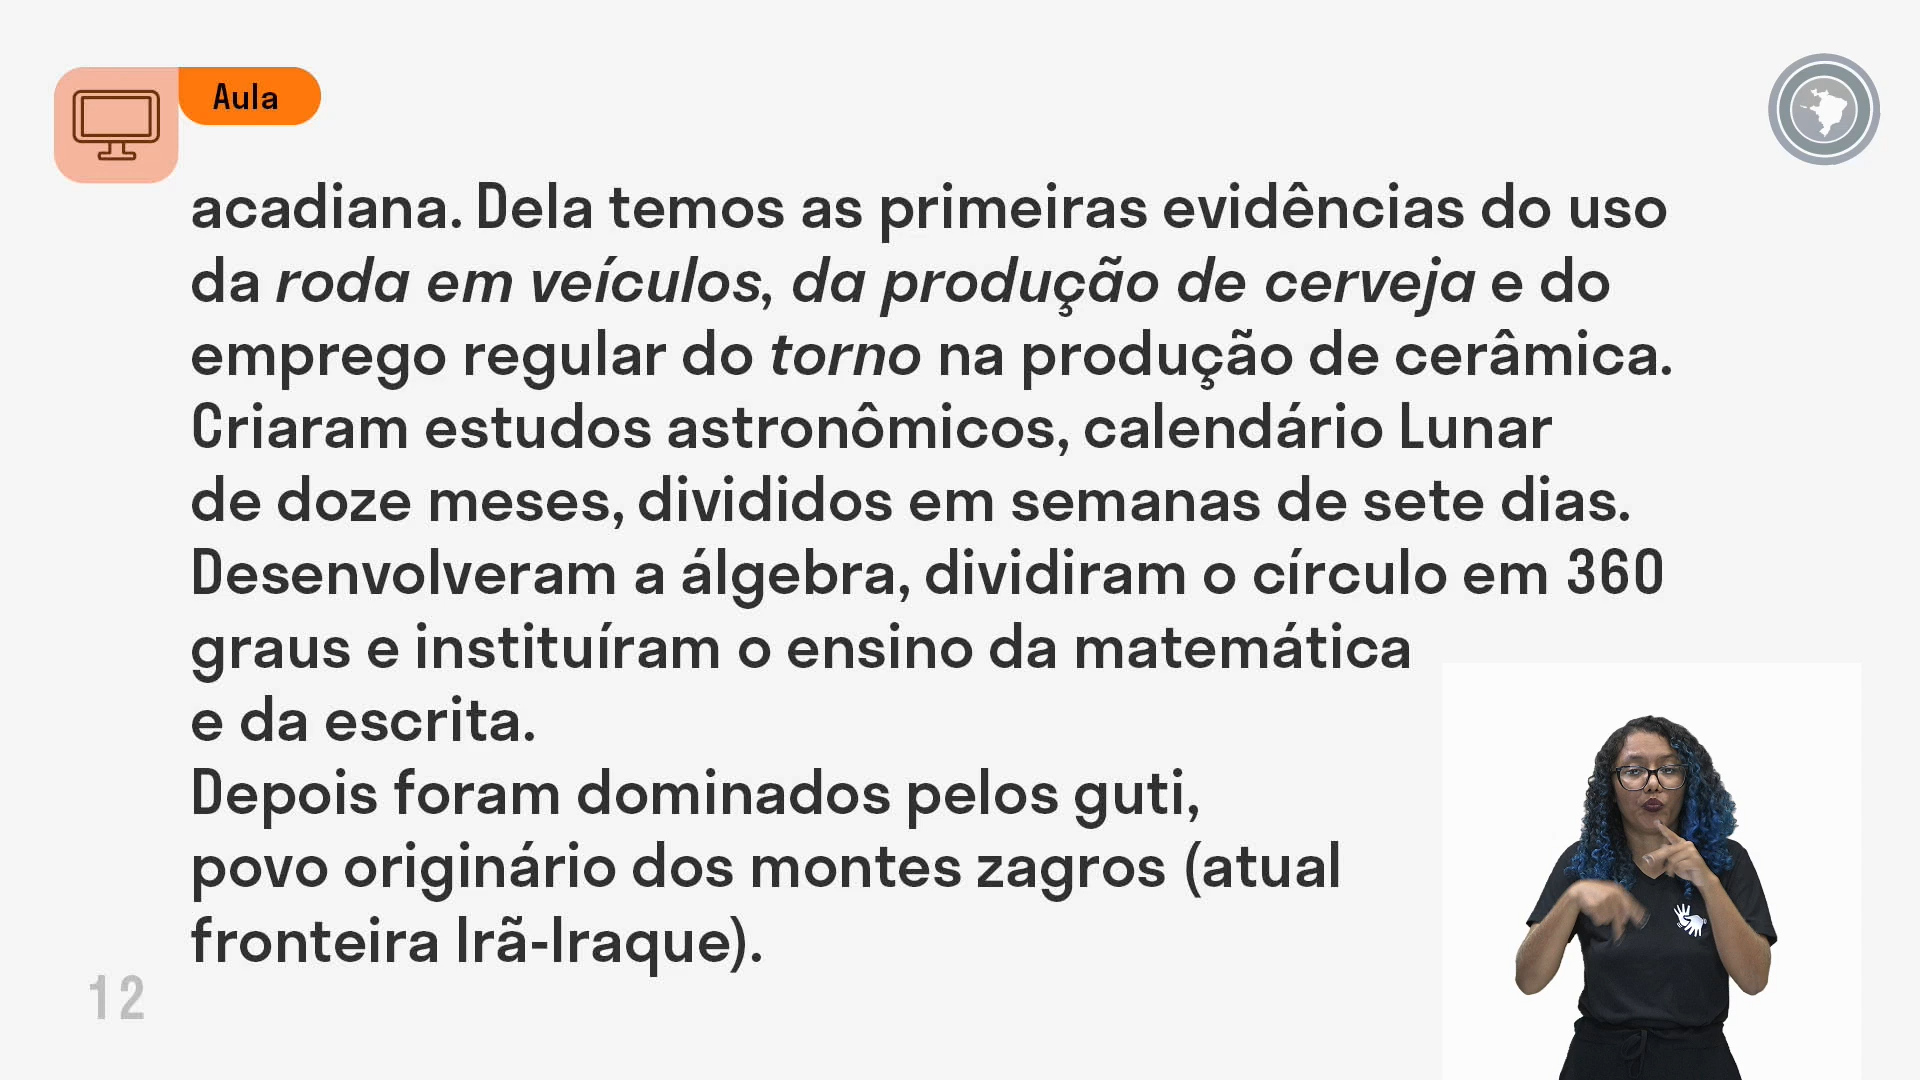 Aula
acadiana. Dela temos as primeiras evidências do uso
da roda em veículos, da produção de cerveja e do
emprego regular do torno na produção de cerâmica.
Criaram estudos astronômicos, calendário Lunar
de doze meses, divididos em semanas de sete dias.
Desenvolveram a álgebra, dividiram o círculo em 360
graus e instituíram o ensino da matemática
e da escrita.
Depois foram dominados pelos guti,
povo originário dos montes zagros (atual
fronteira Irã-Iraque).
12